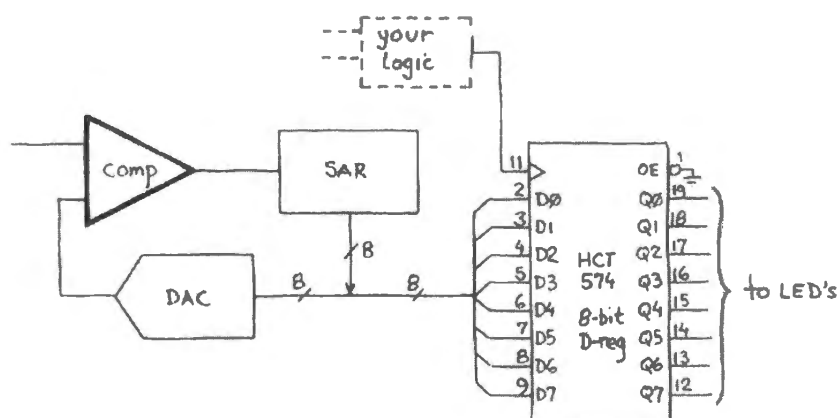 your
logic
Comp
SAR
8
DAC
8
8
11
1
OE
2 DØ QØ 19
3 D1 Q1 18
4 D2 Q2 17
5 D3 Q3 16
6 D4 Q4 15
7 D5 Q5 14
8 D6 Q6 13
9 D7 Q7 12
HCT
574
8-bit
D-reg
to LED's